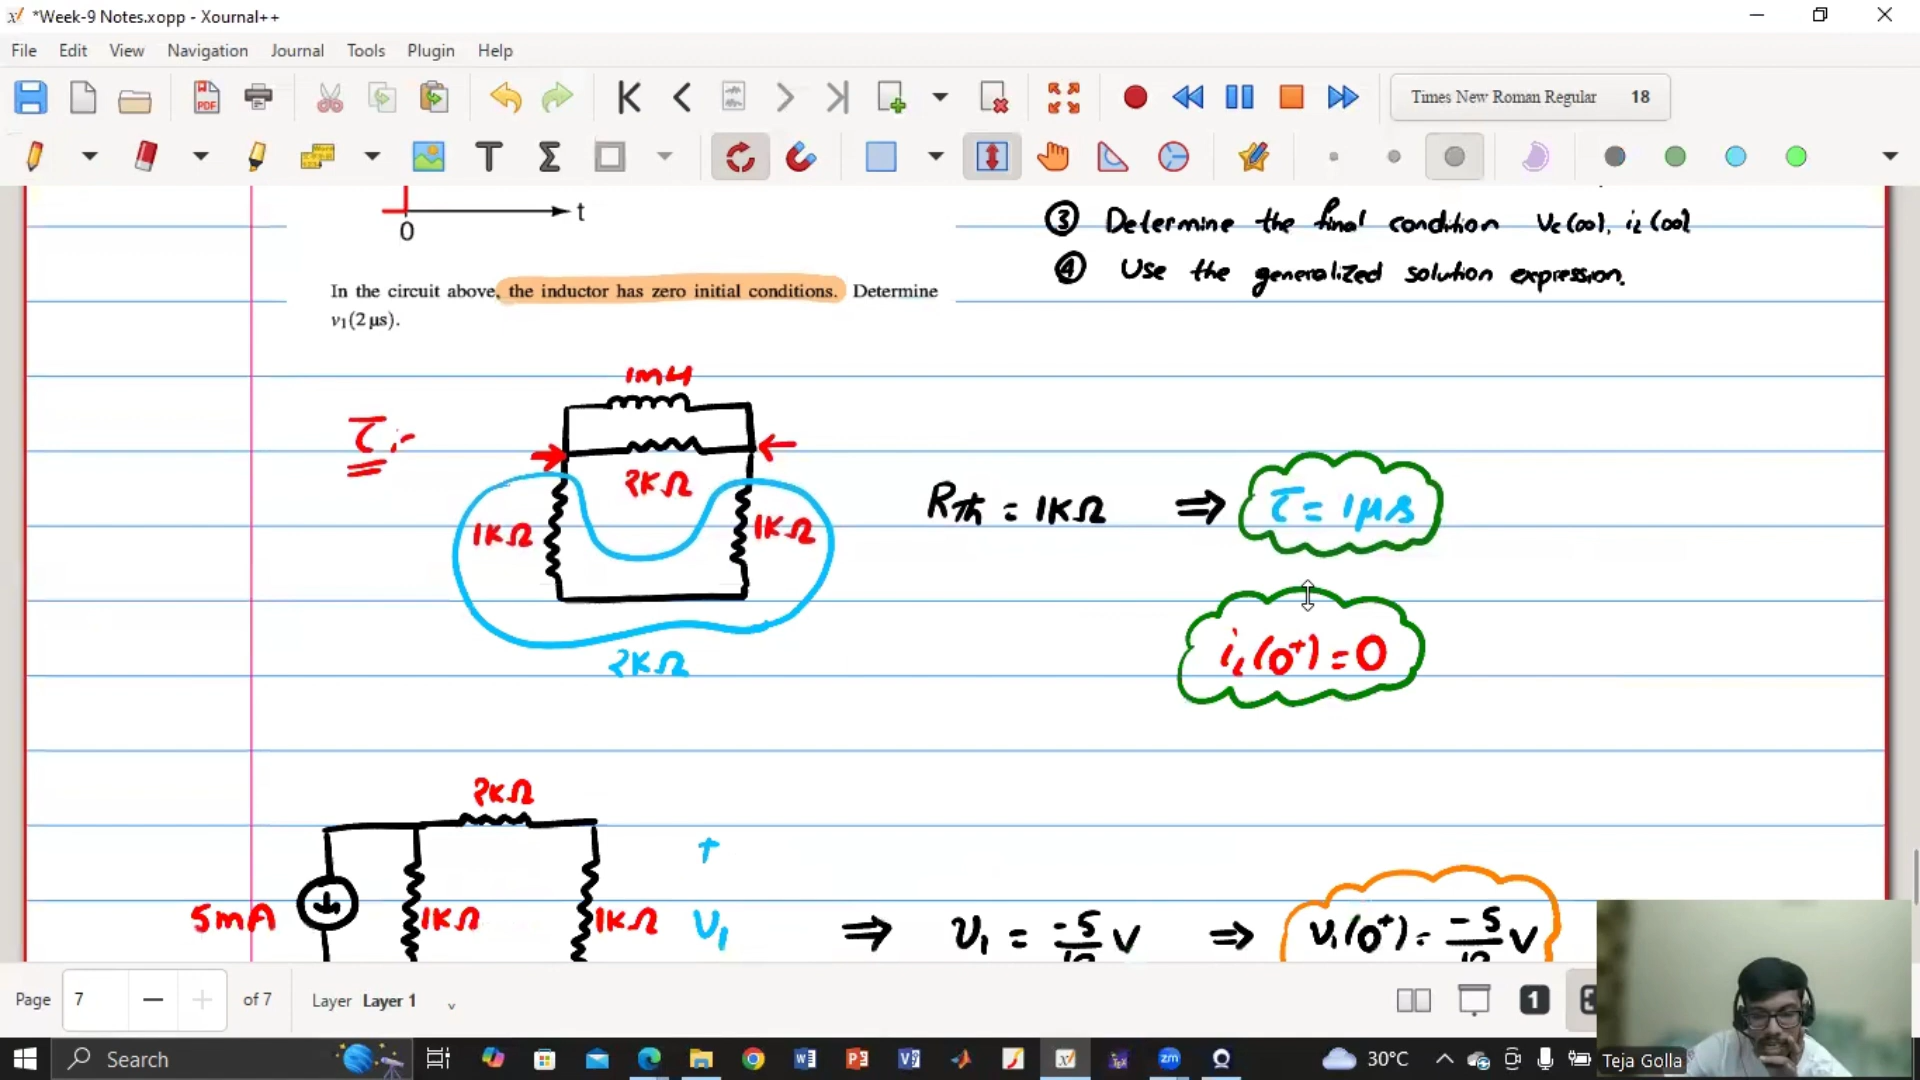 *Week-9 Notes.xopp - Xournal++
File Edit View Navigation Journal Tools Plugin Help
PDF
Times New Roman Regular 18
0
t
③ Determine the final condition Vc(∞), iL(∞)
④ Use the generalized solution expression.
In the circuit above, the inductor has zero initial conditions. Determine
v1(2 μs).
τ:-
1mH
2KΩ
1KΩ
1KΩ
2KΩ
Rth = 1KΩ ⇒ τ = 1μs
iL(0+) = 0
2KΩ
5mA
1KΩ
1KΩ
+
V1
⇒ V1 = -5 V ⇒ V1(0+) = -5 V
Page 7 of 7 Layer Layer 1
1
Search
30°C
Teja Golla